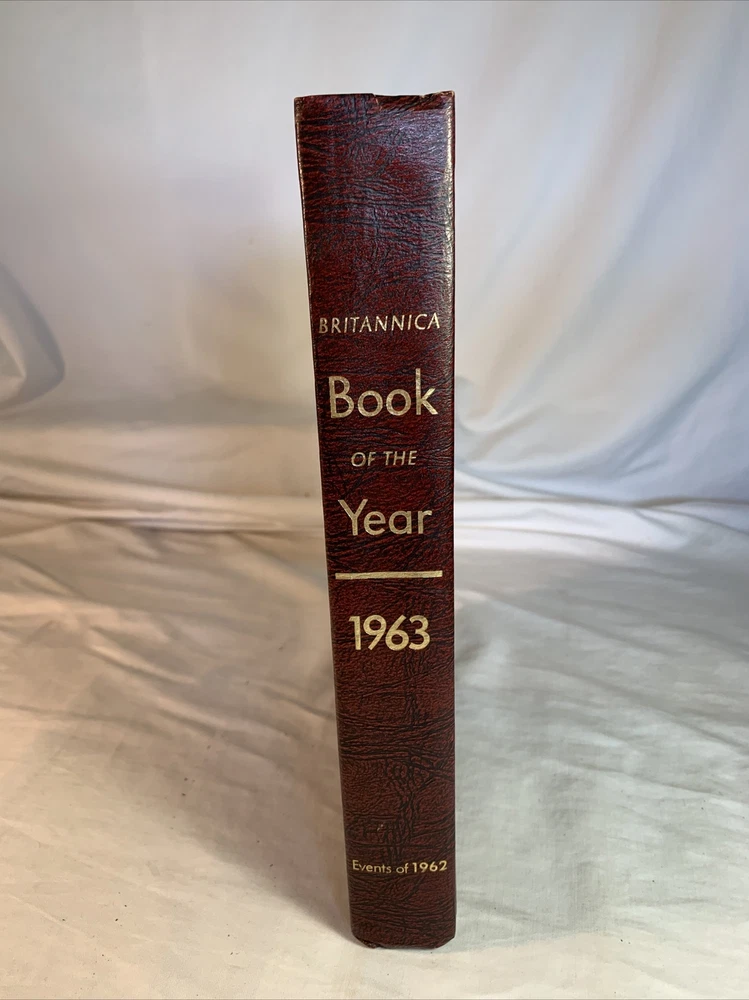 BRITANNICA
Book
OF THE
Year
1963
Events of 1962